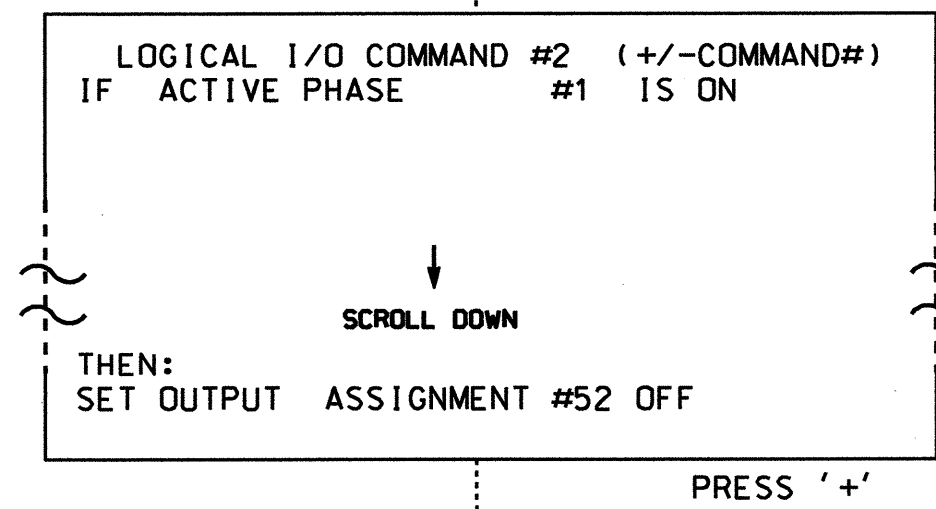 LOGICAL I/O COMMAND #2 (+/-COMMAND#)
IF ACTIVE PHASE #1 IS ON
SCROLL DOWN
THEN:
SET OUTPUT ASSIGNMENT #52 OFF
PRESS '+'